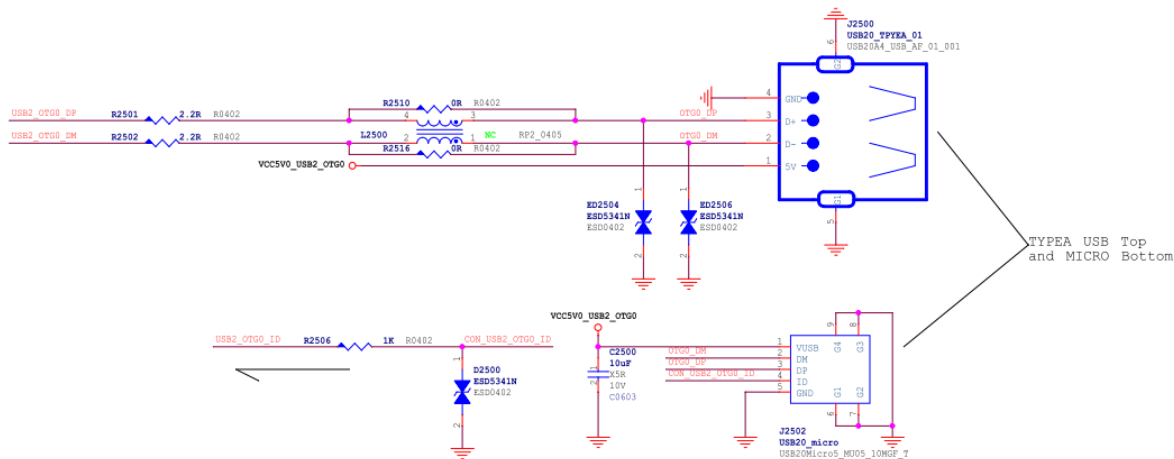 J2500
USB20_TPYEA_01
USB20A4_USB_AF_01_001
6
G2
R2510 0R R0402
USB2_OTG0_DP R2501 2.2R R0402 4 3 OTG0_DP
4 GND
3 D+
USB2_OTG0_DM R2502 2.2R R0402 L2500 2 1 NC RP2_0405 OTG0_DM
2 D-
R2516 0R R0402
VCC5V0_USB2_OTG0
1 5V
G1
5
1
ED2504
ESD5341N
ESD0402
2
1
ED2506
ESD5341N
ESD0402
2
TYPEA USB Top
and MICRO Bottom
USB2_OTG0_ID R2506 1K R0402 CON_USB2_OTG0_ID
1
D2500
ESD5341N
ESD0402
2
VCC5V0_USB2_OTG0
C2500
1
10uF
X5R
2
10V
C0603
9 8
G4 G3
1 VUSB
OTG0_DM 2 DM
OTG0_DP 3 DP
CON_USB2_OTG0_ID 4 ID
5 GND
G1 G2
6 7
J2502
USB20_micro
USB20Micro5_MU05_10MGF_T